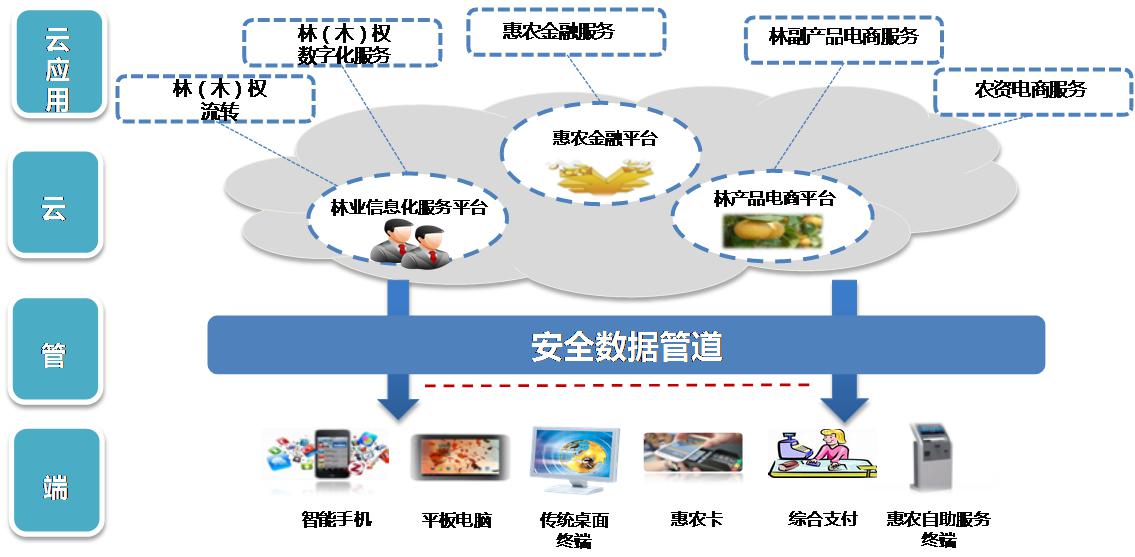 云
应
用
林（木）权
数字化服务
惠农金融服务
林副产品电商服务
林（木）权
流转
农资电商服务
云
惠农金融平台
林业信息化服务平台
林产品电商平台
管
安全数据管道
端
智能手机
平板电脑
传统桌面
终端
惠农卡
综合支付
惠农自助服务
终端